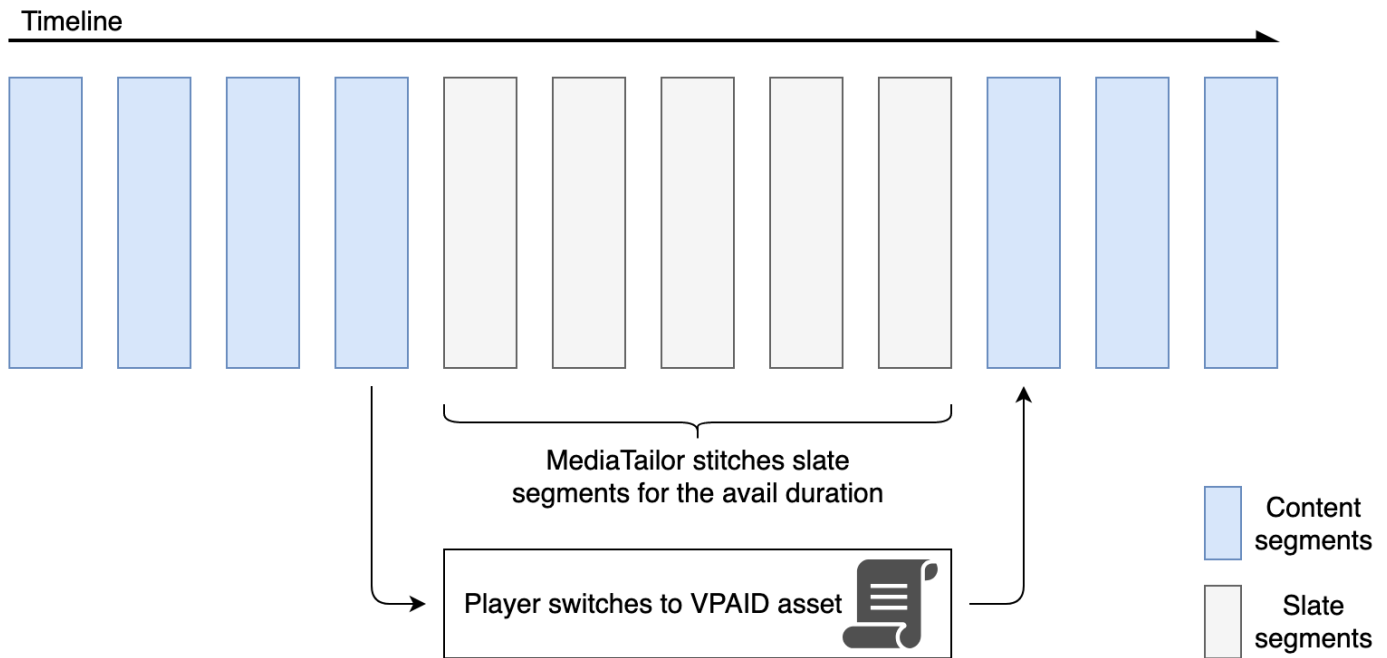 Timeline
MediaTailor stitches slate
segments for the avail duration
Player switches to VPAID asset
Content
segments
Slate
segments